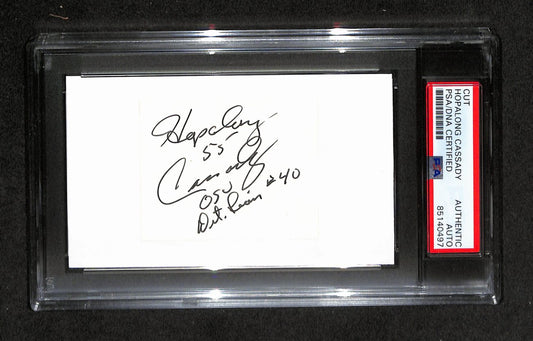 Hopalong
55
Cassady
OSU
Det. Lions #40
CUT
HOPALONG CASSADY
PSA/DNA CERTIFIED
AUTHENTIC
AUTO
85140497
PSA